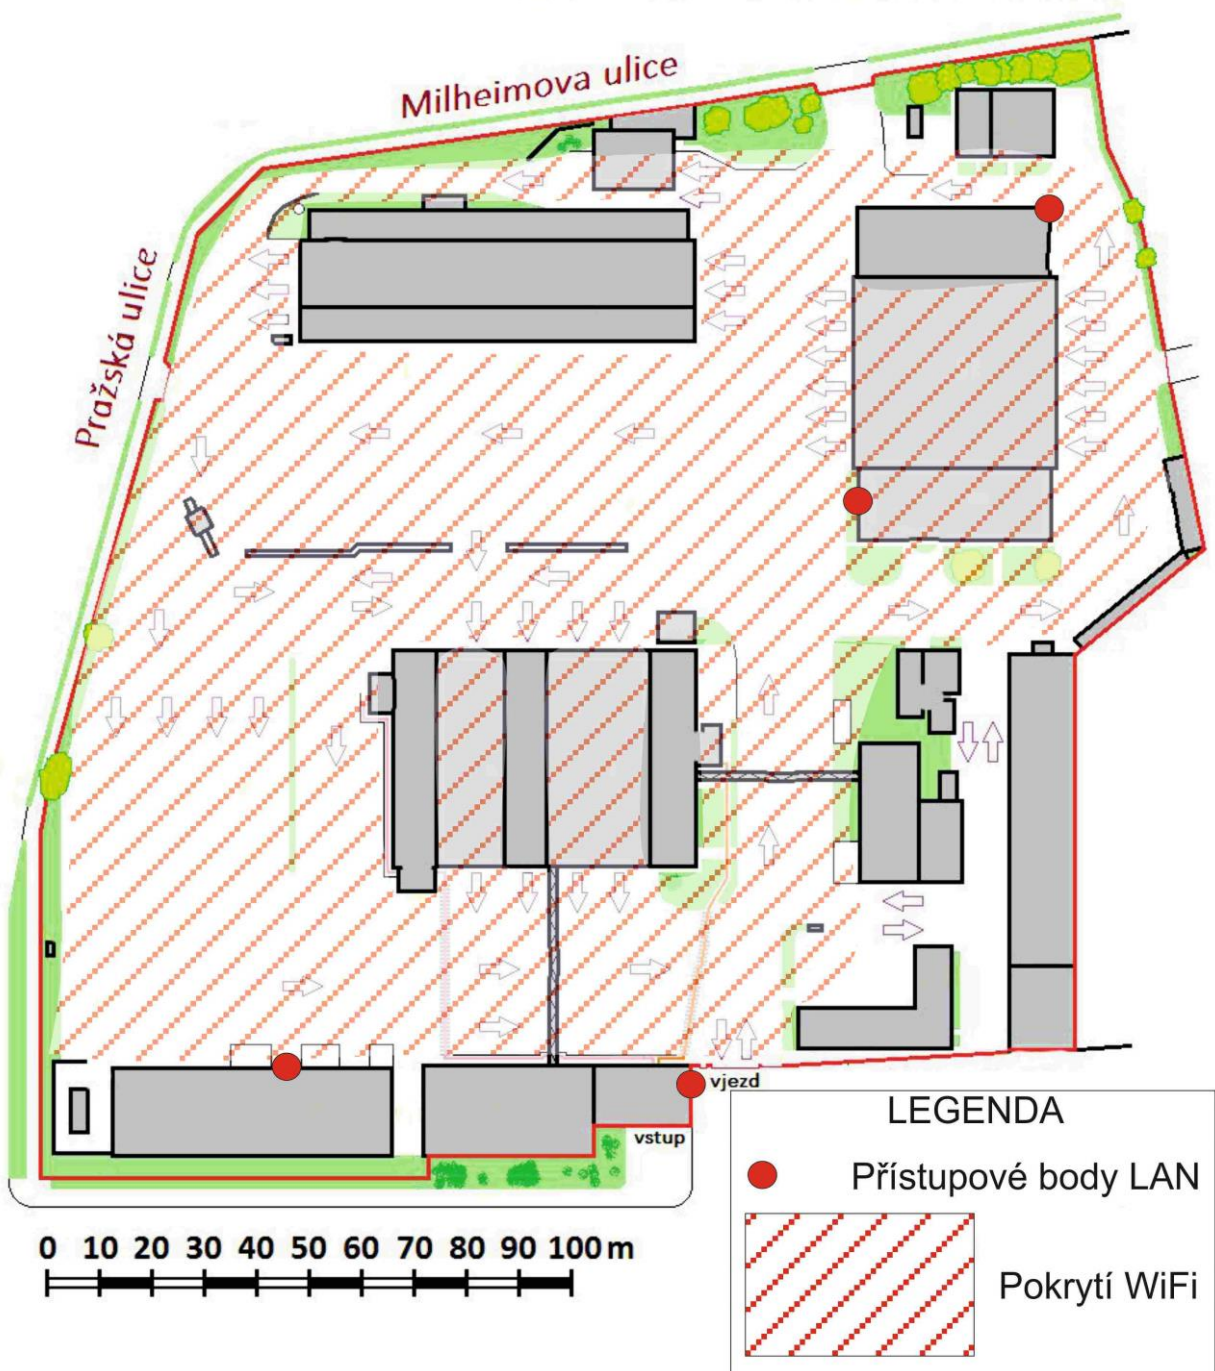 Milheimova ulice
Pražská ulice
vjezd
vstup
LEGENDA
Přístupové body LAN
Pokrytí WiFi
0 10 20 30 40 50 60 70 80 90 100 m